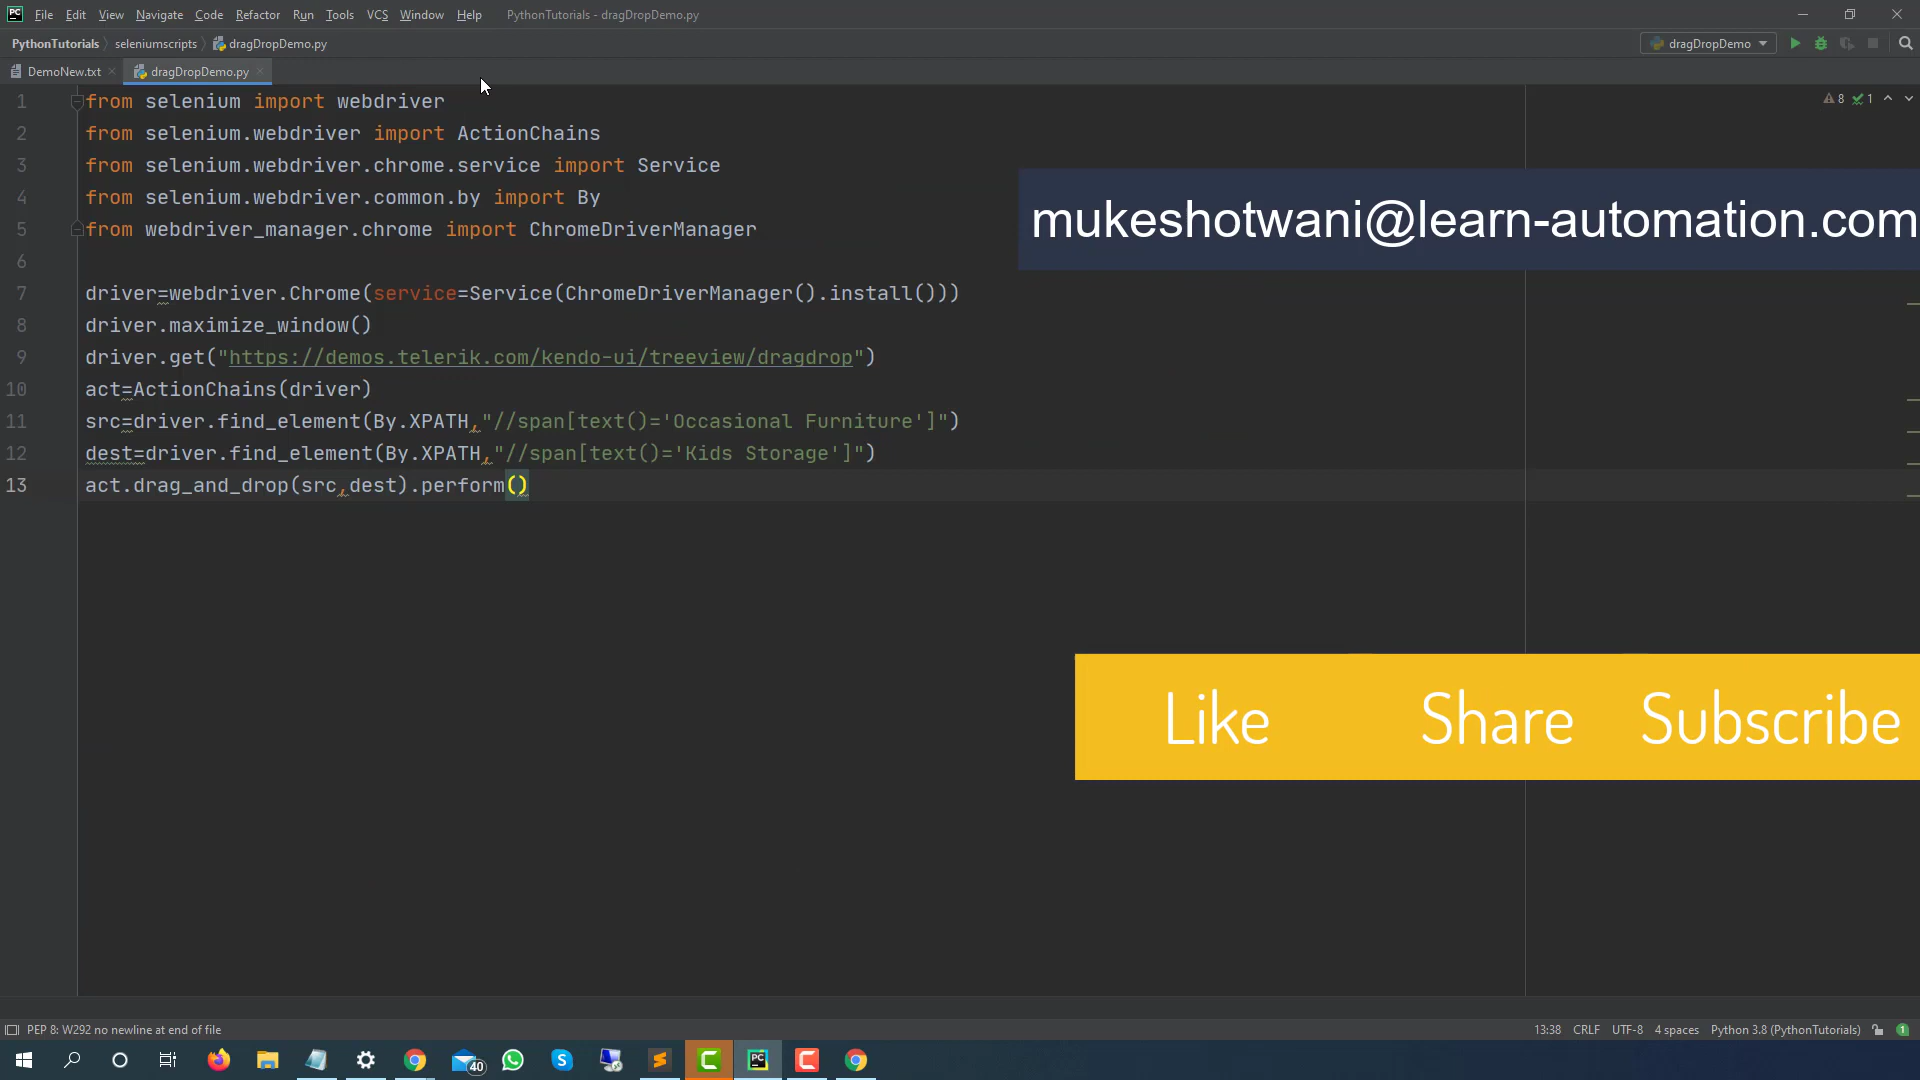 PC File Edit View Navigate Code Refactor Run Tools VCS Window Help PythonTutorials - dragDropDemo.py
PythonTutorials seleniumscripts dragDropDemo.py dragDropDemo
DemoNew.txt dragDropDemo.py
1 from selenium import webdriver 8 1
2 from selenium.webdriver import ActionChains
3 from selenium.webdriver.chrome.service import Service
4 from selenium.webdriver.common.by import By
mukeshotwani@learn-automation.com
5 from webdriver_manager.chrome import ChromeDriverManager
6
7 driver=webdriver.Chrome(service=Service(ChromeDriverManager().install()))
8 driver.maximize_window()
9 driver.get("https://demos.telerik.com/kendo-ui/treeview/dragdrop")
10 act=ActionChains(driver)
11 src=driver.find_element(By.XPATH,"//span[text()='Occasional Furniture']")
12 dest=driver.find_element(By.XPATH,"//span[text()='Kids Storage']")
13 act.drag_and_drop(src,dest).perform()
Like Share Subscribe
PEP 8: W292 no newline at end of file 13:38 CRLF UTF-8 4 spaces Python 3.8 (PythonTutorials) 1
40 S PC